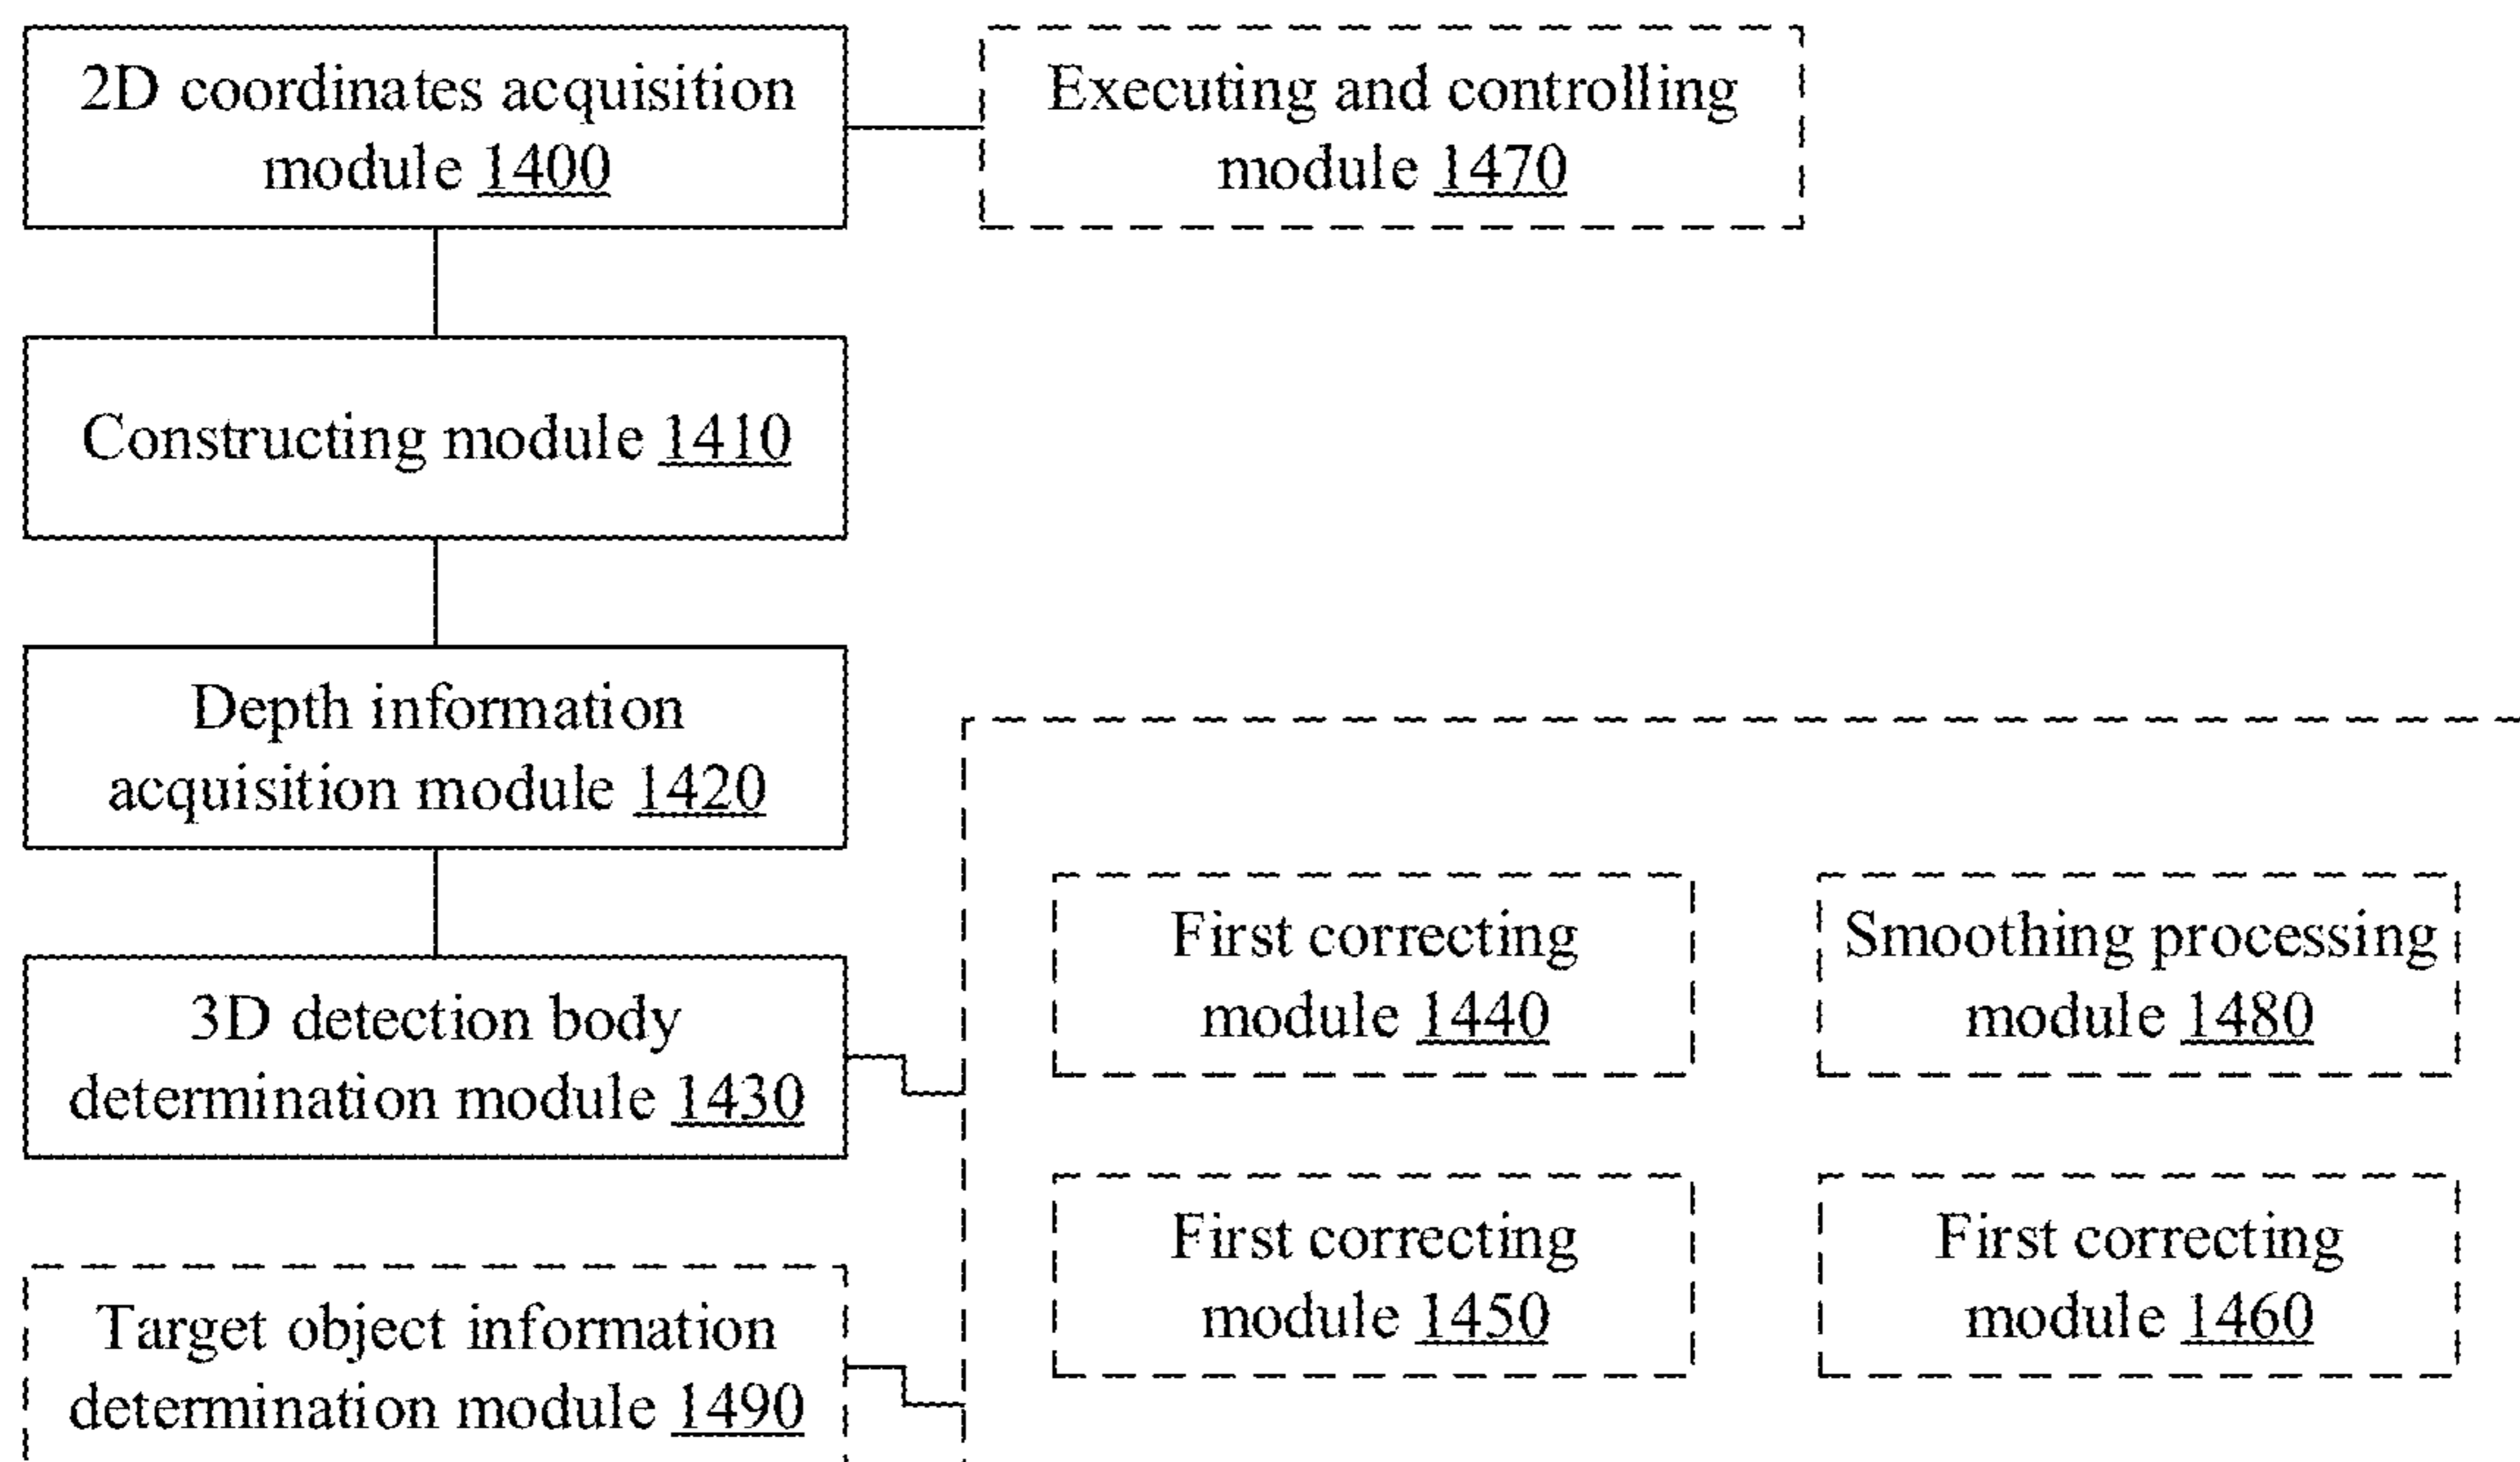 2D coordinates acquisition
module 1400
Executing and controlling
module 1470
Constructing module 1410
Depth information
acquisition module 1420
3D detection body
determination module 1430
First correcting
module 1440
Smoothing processing
module 1480
First correcting
module 1450
First correcting
module 1460
Target object information
determination module 1490